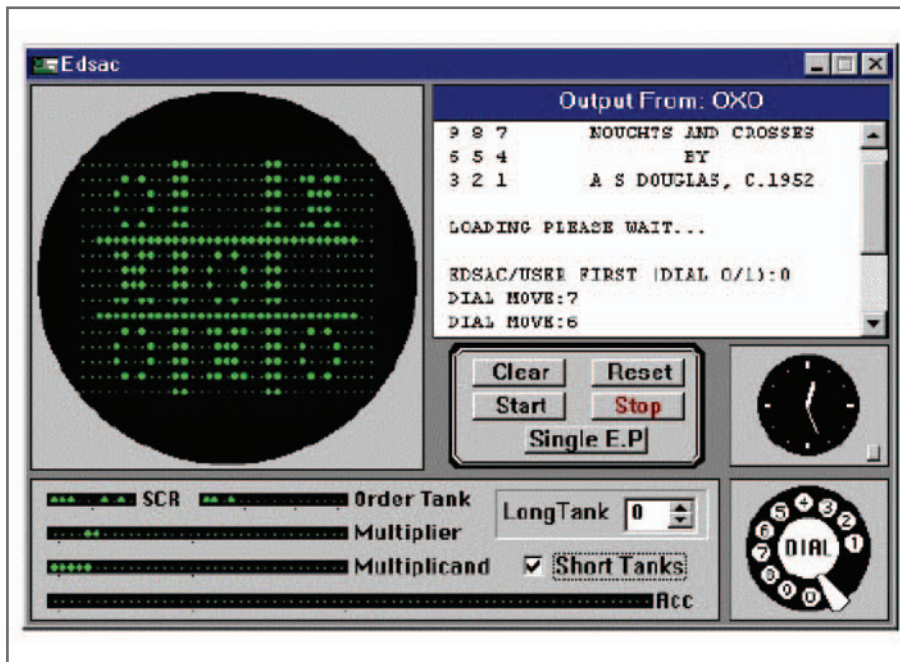 Edsac
Output From: OXO
9 8 7 NOUGHTS AND CROSSES
6 5 4 BY
3 2 1 A S DOUGLAS, C.1952
LOADING PLEASE WAIT...
EDSAC/USER FIRST (DIAL 0/1):0
DIAL MOVE:7
DIAL MOVE:6
Clear Reset
Start Stop
Single E.P
SCR Order Tank
LongTank 0
Multiplier
Multiplicand Short Tanks
Acc
1 2 3 4 5 6 7 8 9 0
DIAL